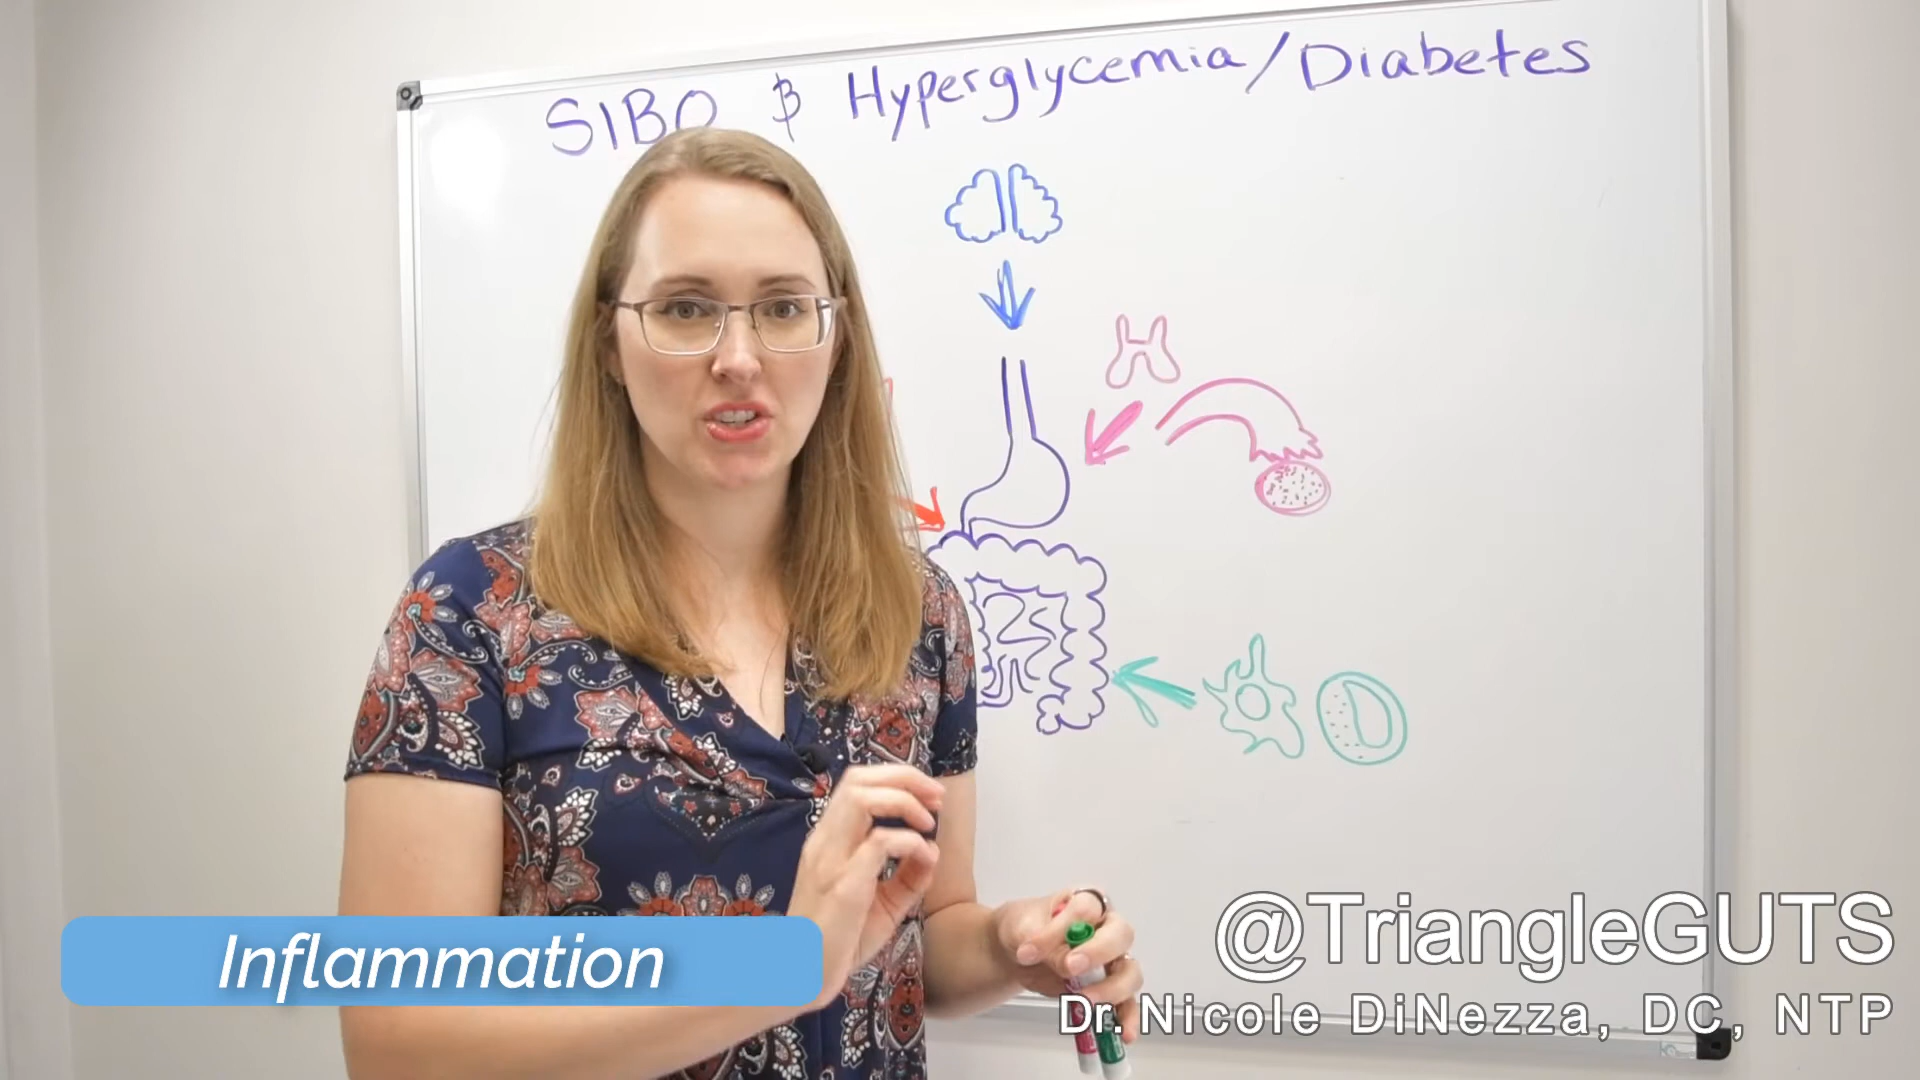 SIBO & Hyperglycemia/Diabetes
Inflammation
@TriangleGUTS
Dr. Nicole DiNezza, DC, NTP